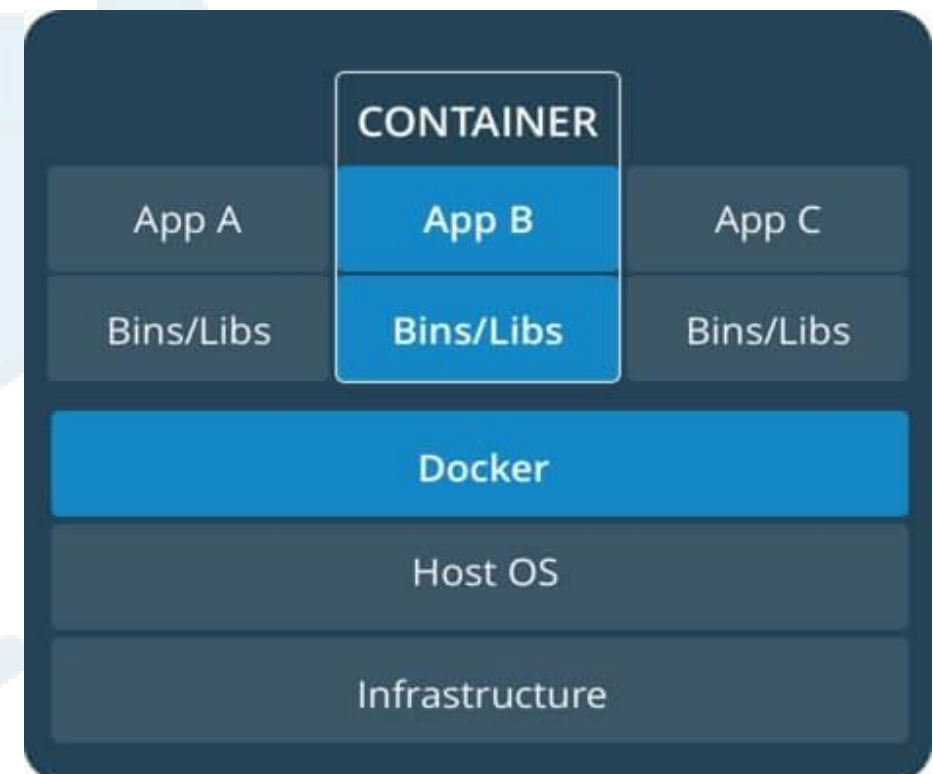 CONTAINER
App A App B App C
Bins/Libs Bins/Libs Bins/Libs
Docker
Host OS
Infrastructure